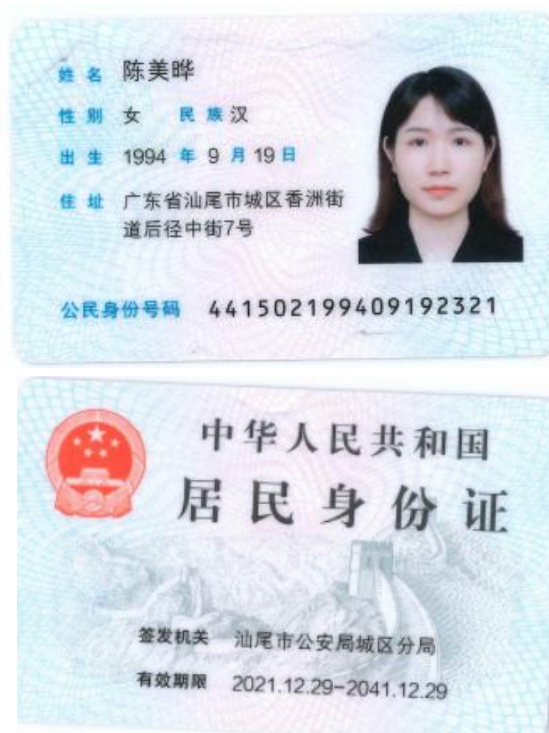 姓名 陈美晔
性别 女 民族 汉
出生 1994 年 9 月 19 日
住址 广东省汕尾市城区香洲街
道后径中街7号
公民身份号码 441502199409192321
中华人民共和国
居民身份证
签发机关 汕尾市公安局城区分局
有效期限 2021.12.29-2041.12.29